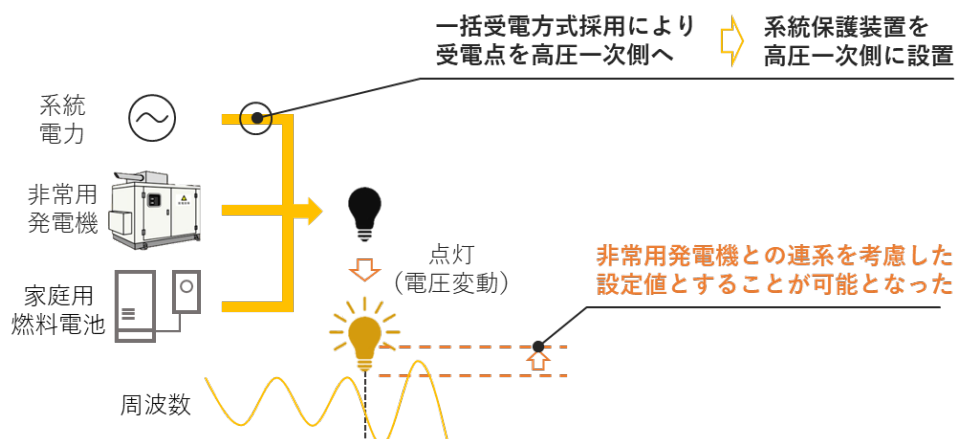 一括受電方式採用により
受電点を高圧一次側へ
系統保護装置を
高圧一次側に設置
系統
電力
非常用
発電機
家庭用
燃料電池
点灯
（電圧変動）
非常用発電機との連系を考慮した
設定値とすることが可能となった
周波数